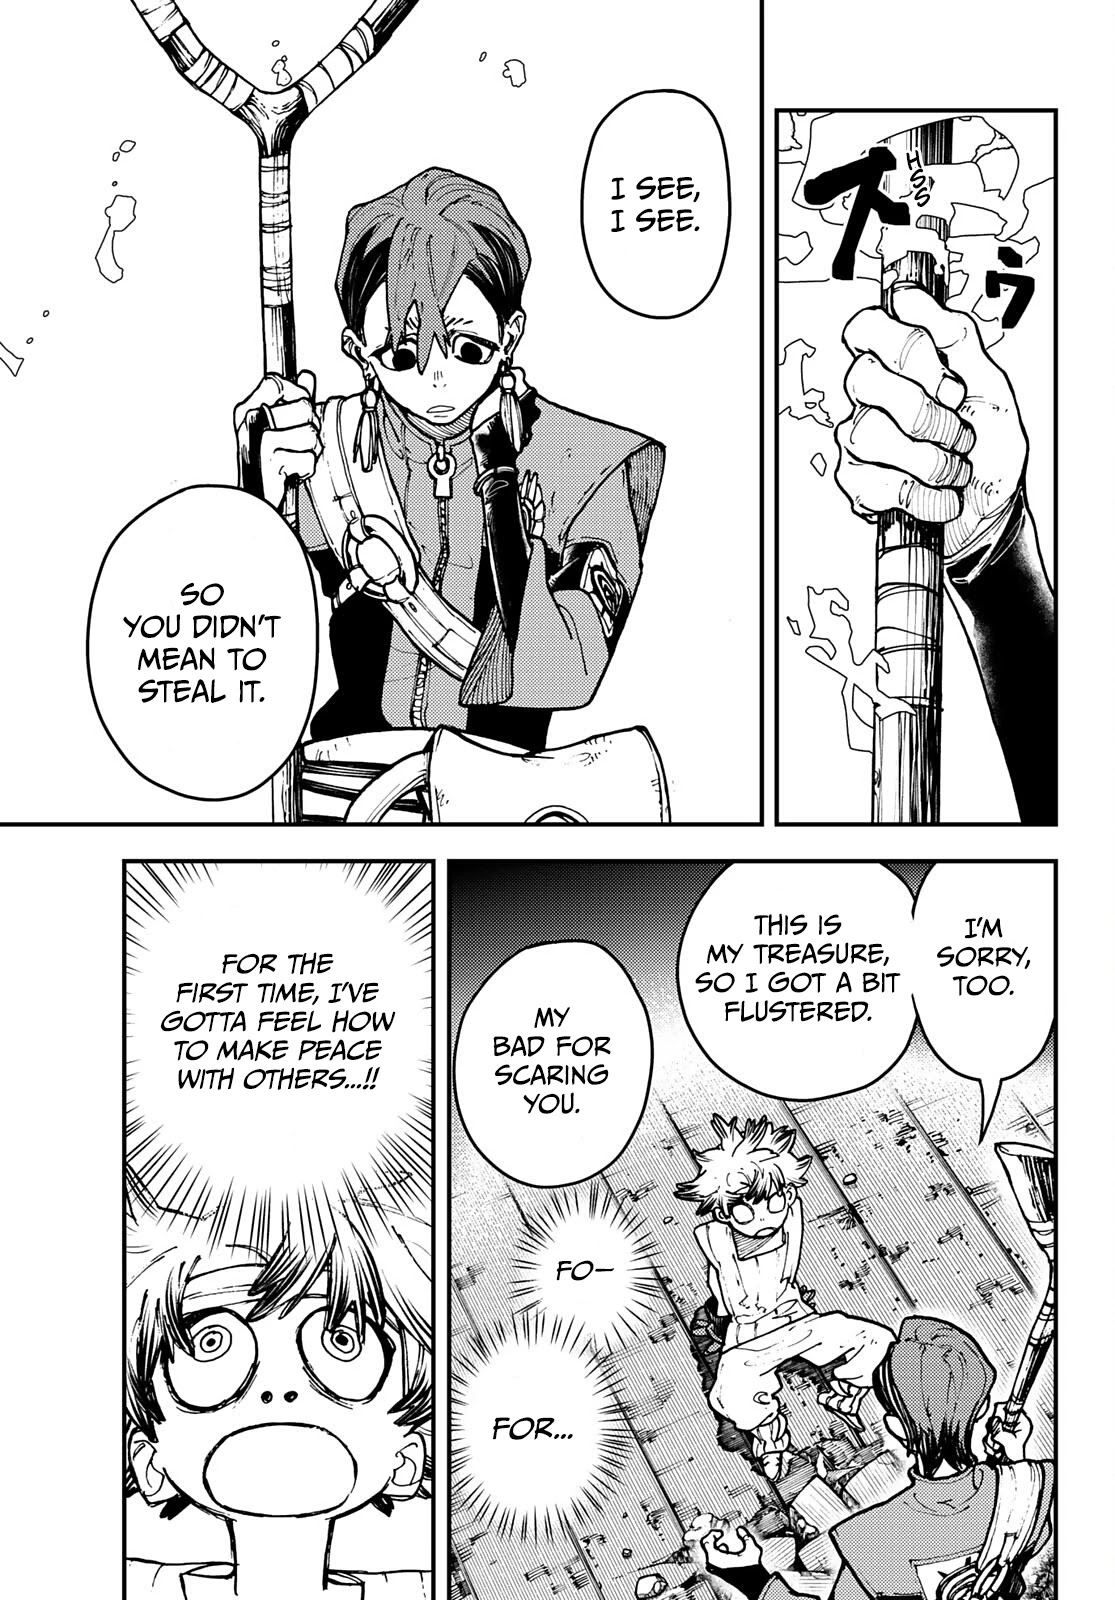 ズ
ゥ
HSSS
I SEE,
I SEE.
SO
YOU DIDN'T
MEAN TO
STEAL IT.
I'M
SORRY,
TOO.
THIS IS
MY TREASURE,
SO I GOT A BIT
FLUSTERED.
MY
BAD FOR
SCARING
YOU.
FO—
FOR...
FOR THE
FIRST TIME, I'VE
GOTTA FEEL HOW
TO MAKE PEACE
WITH OTHERS...!!